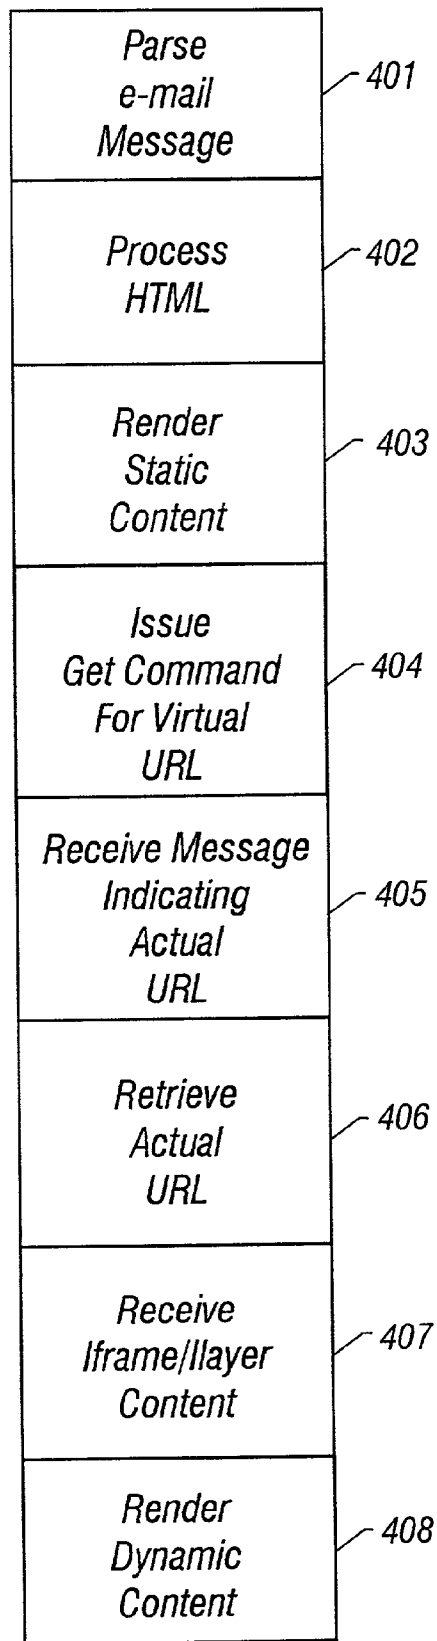 Parse
e-mail
Message
401
Process
HTML
402
Render
Static
Content
403
Issue
Get Command
For Virtual
URL
404
Receive Message
Indicating
Actual
URL
405
Retrieve
Actual
URL
406
Receive
Iframe/Ilayer
Content
407
Render
Dynamic
Content
408